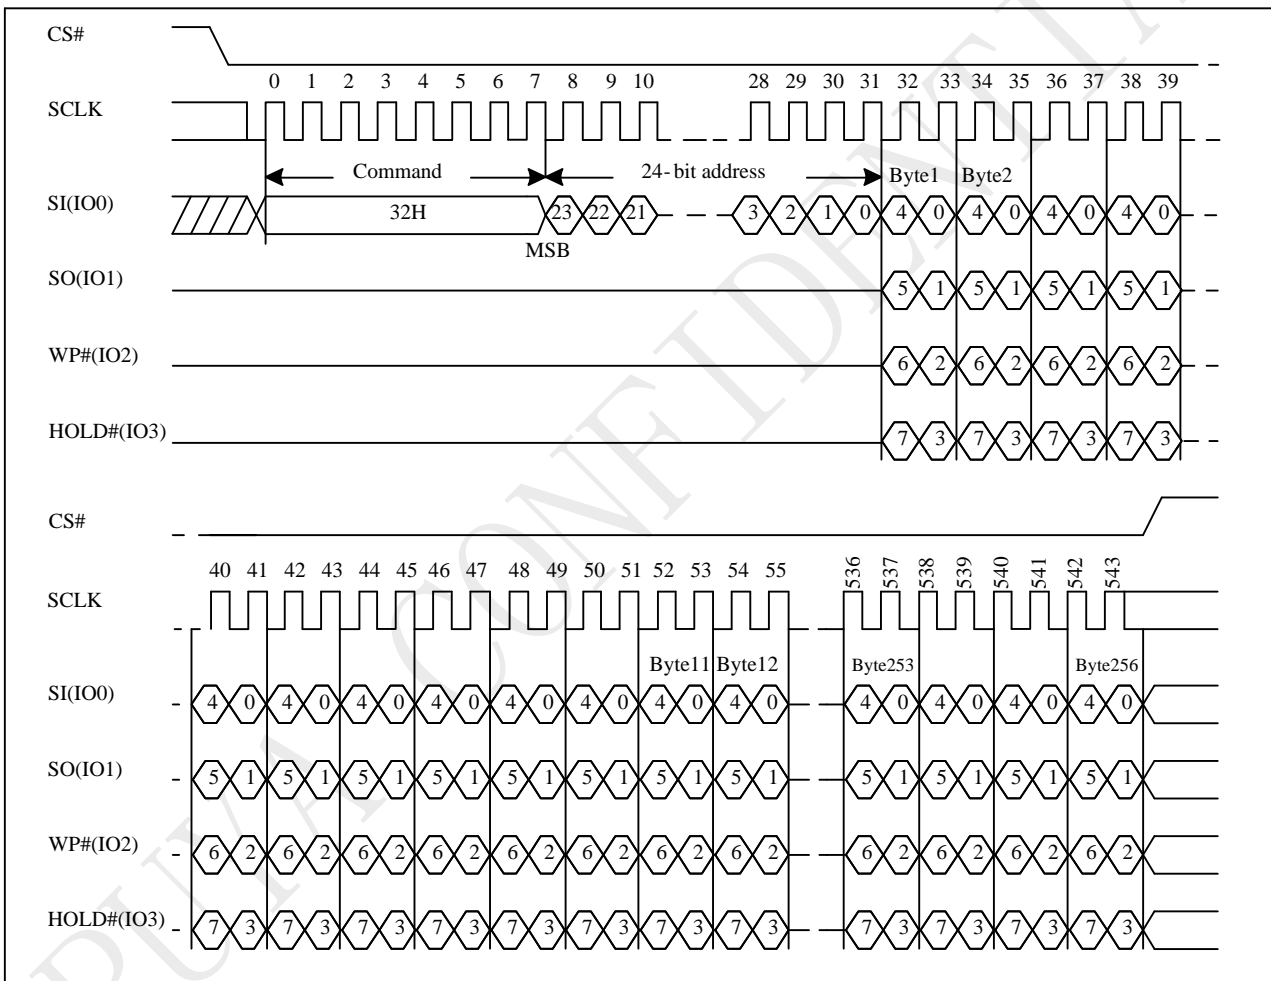 CS#
0 1 2 3 4 5 6 7 8 9 10 28 29 30 31 32 33 34 35 36 37 38 39
SCLK
Command 24-bit address Byte1 Byte2
SI(IO0) 32H 23 22 21 3 2 1 0 4 0 4 0 4 0 4 0
MSB
SO(IO1) 5 1 5 1 5 1 5 1
WP#(IO2) 6 2 6 2 6 2 6 2
HOLD#(IO3) 7 3 7 3 7 3 7 3
CS#
40 41 42 43 44 45 46 47 48 49 50 51 52 53 54 55 536 537 538 539 540 541 542 543
SCLK
Byte11 Byte12 Byte253 Byte256
SI(IO0) 4 0 4 0 4 0 4 0 4 0 4 0 4 0 4 0 4 0 4 0 4 0 4 0
SO(IO1) 5 1 5 1 5 1 5 1 5 1 5 1 5 1 5 1 5 1 5 1 5 1 5 1
WP#(IO2) 6 2 6 2 6 2 6 2 6 2 6 2 6 2 6 2 6 2 6 2 6 2 6 2
HOLD#(IO3) 7 3 7 3 7 3 7 3 7 3 7 3 7 3 7 3 7 3 7 3 7 3 7 3
PUYA CONFIDENTIA